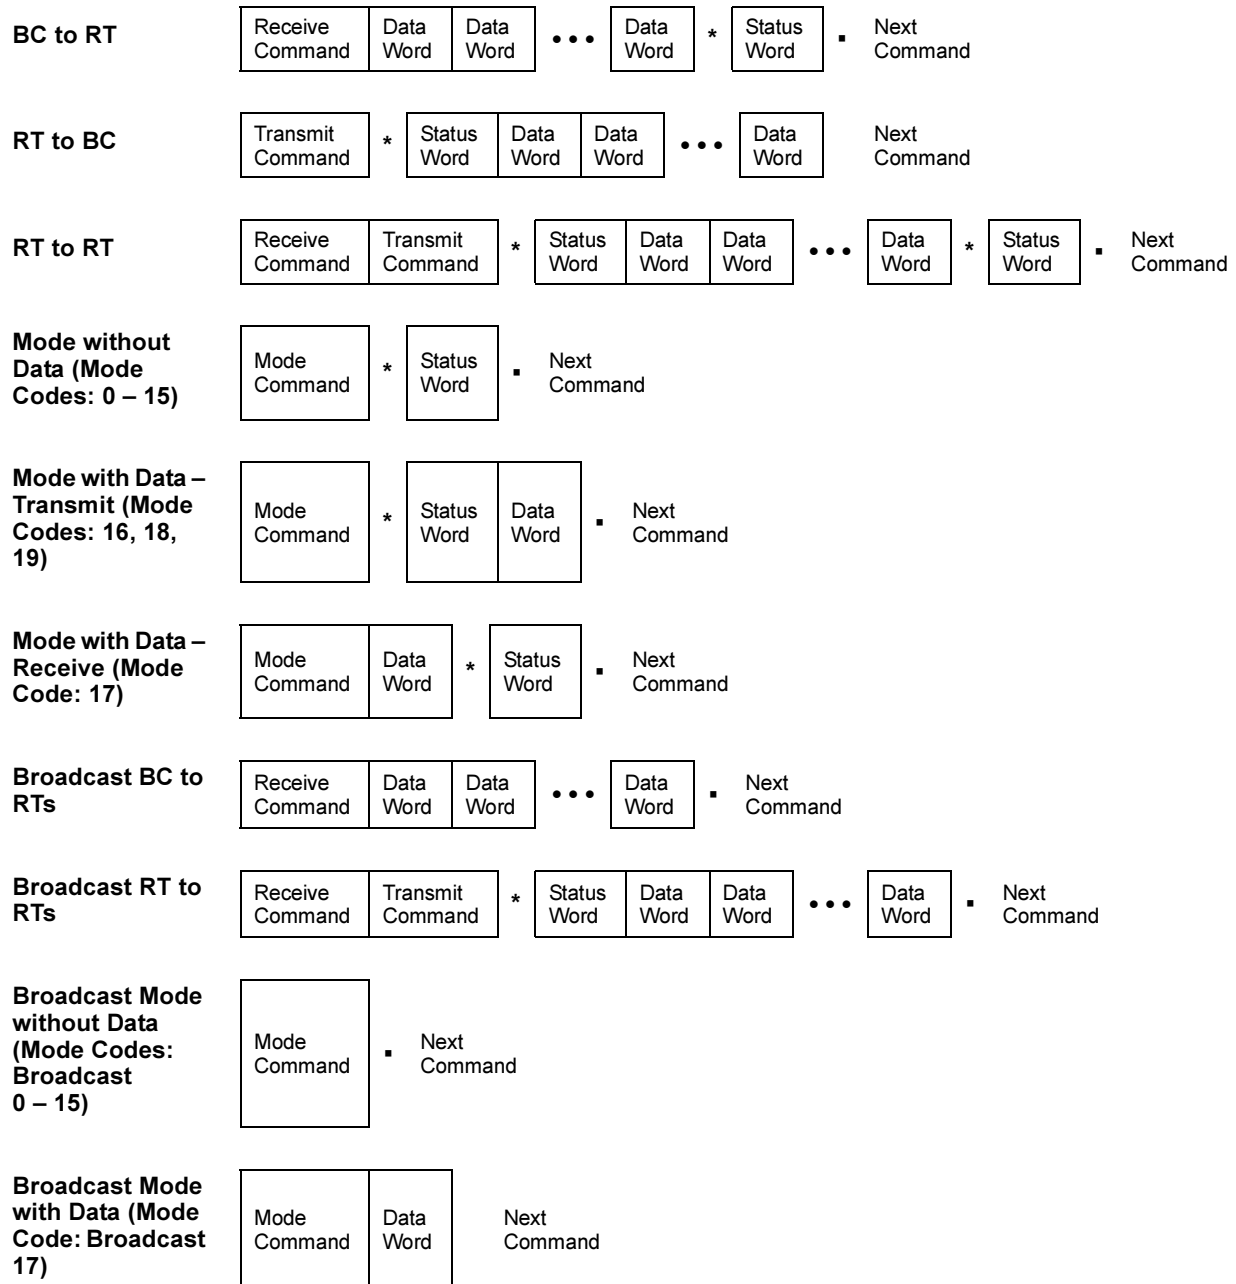 BC to RT
Receive Command Data Word Data Word • • • Data Word * Status Word ▪ Next Command
RT to BC
Transmit Command * Status Word Data Word Data Word • • • Data Word Next Command
RT to RT
Receive Command Transmit Command * Status Word Data Word Data Word • • • Data Word * Status Word ▪ Next Command
Mode without
Data (Mode
Codes: 0 – 15)
Mode Command * Status Word ▪ Next Command
Mode with Data –
Transmit (Mode
Codes: 16, 18,
19)
Mode Command * Status Word Data Word ▪ Next Command
Mode with Data –
Receive (Mode
Code: 17)
Mode Command Data Word * Status Word ▪ Next Command
Broadcast BC to
RTs
Receive Command Data Word Data Word • • • Data Word ▪ Next Command
Broadcast RT to
RTs
Receive Command Transmit Command * Status Word Data Word Data Word • • • Data Word ▪ Next Command
Broadcast Mode
without Data
(Mode Codes:
Broadcast
0 – 15)
Mode Command ▪ Next Command
Broadcast Mode
with Data (Mode
Code: Broadcast
17)
Mode Command Data Word Next Command